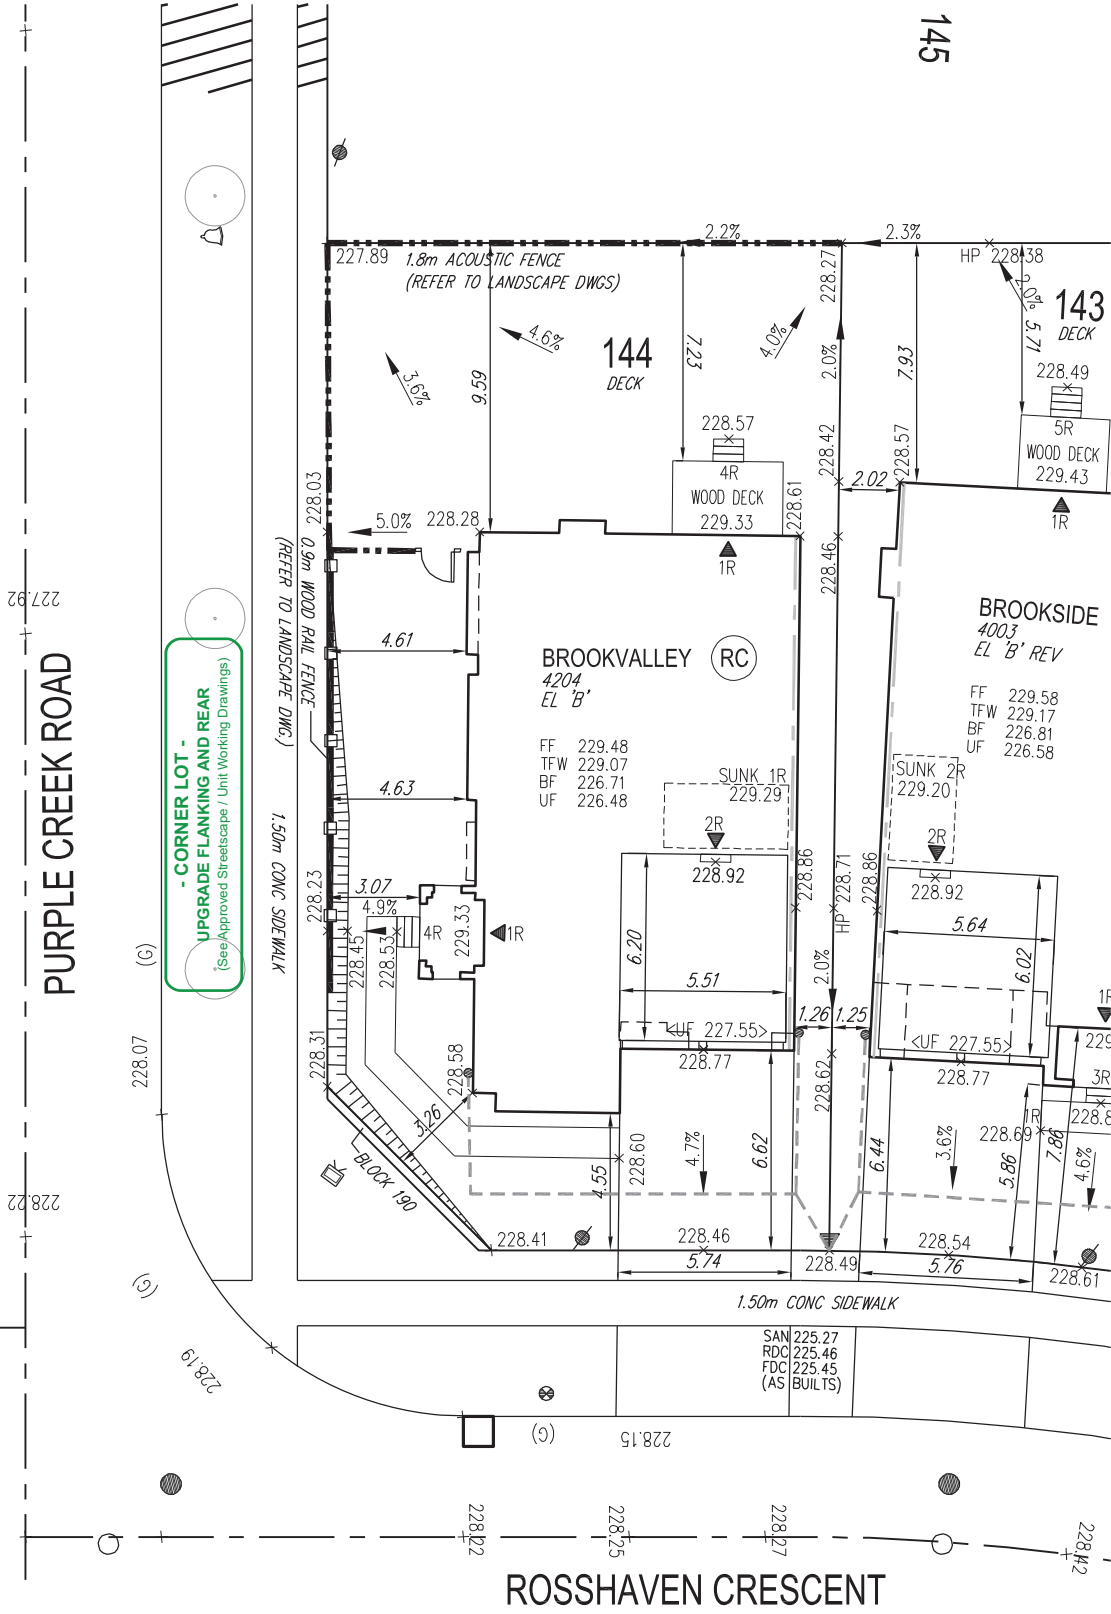 145
2.2%
2.3%
227.89
1.8m ACOUSTIC FENCE
(REFER TO LANDSCAPE DWGS)
228.27
HP 228.38
2.0%
5.71
143
DECK
4.6%
4.0%
144
DECK
7.23
3.6%
9.59
2.0%
7.93
228.49
5R
WOOD DECK
229.43
1R
228.57
4R
WOOD DECK
229.33
1R
228.42
228.57
2.02
228.61
228.46
228.03
5.0%
228.28
0.9m WOOD RAIL FENCE
(REFER TO LANDSCAPE DWG.)
227.92
4.61
BROOKVALLEY
RC
4204
EL 'B'
FF 229.48
TFW 229.07
BF 226.71
UF 226.48
BROOKSIDE
4003
EL 'B' REV
FF 229.58
TFW 229.17
BF 226.81
UF 226.58
SUNK 1R
229.29
2R
228.92
SUNK 2R
229.20
2R
228.92
PURPLE CREEK ROAD
- CORNER LOT -
UPGRADE FLANKING AND REAR
(See Approved Streetscape / Unit Working Drawings)
4.63
1.50m CONC SIDEWALK
228.23
3.07
4.9%
228.45
228.53
4R
229.33
1R
228.86
HP 228.71
228.86
6.20
5.51
5.64
6.02
2.0%
(G)
228.07
228.31
228.58
<UF 227.55>
228.77
1.26
1.25
<UF 227.55>
228.77
1R
229
3R
228.8
1R
228.69
228.62
3.26
BLOCK 190
4.55
228.60
4.7%
6.62
6.44
3.6%
5.86
7.86
4.6%
228.22
228.41
228.46
5.74
228.49
228.54
5.76
228.61
(G)
1.50m CONC SIDEWALK
228.19
SAN 225.27
RDC 225.46
FDC 225.45
(AS BUILTS)
(G)
228.15
228.22
228.25
228.27
228.42
ROSSHAVEN CRESCENT